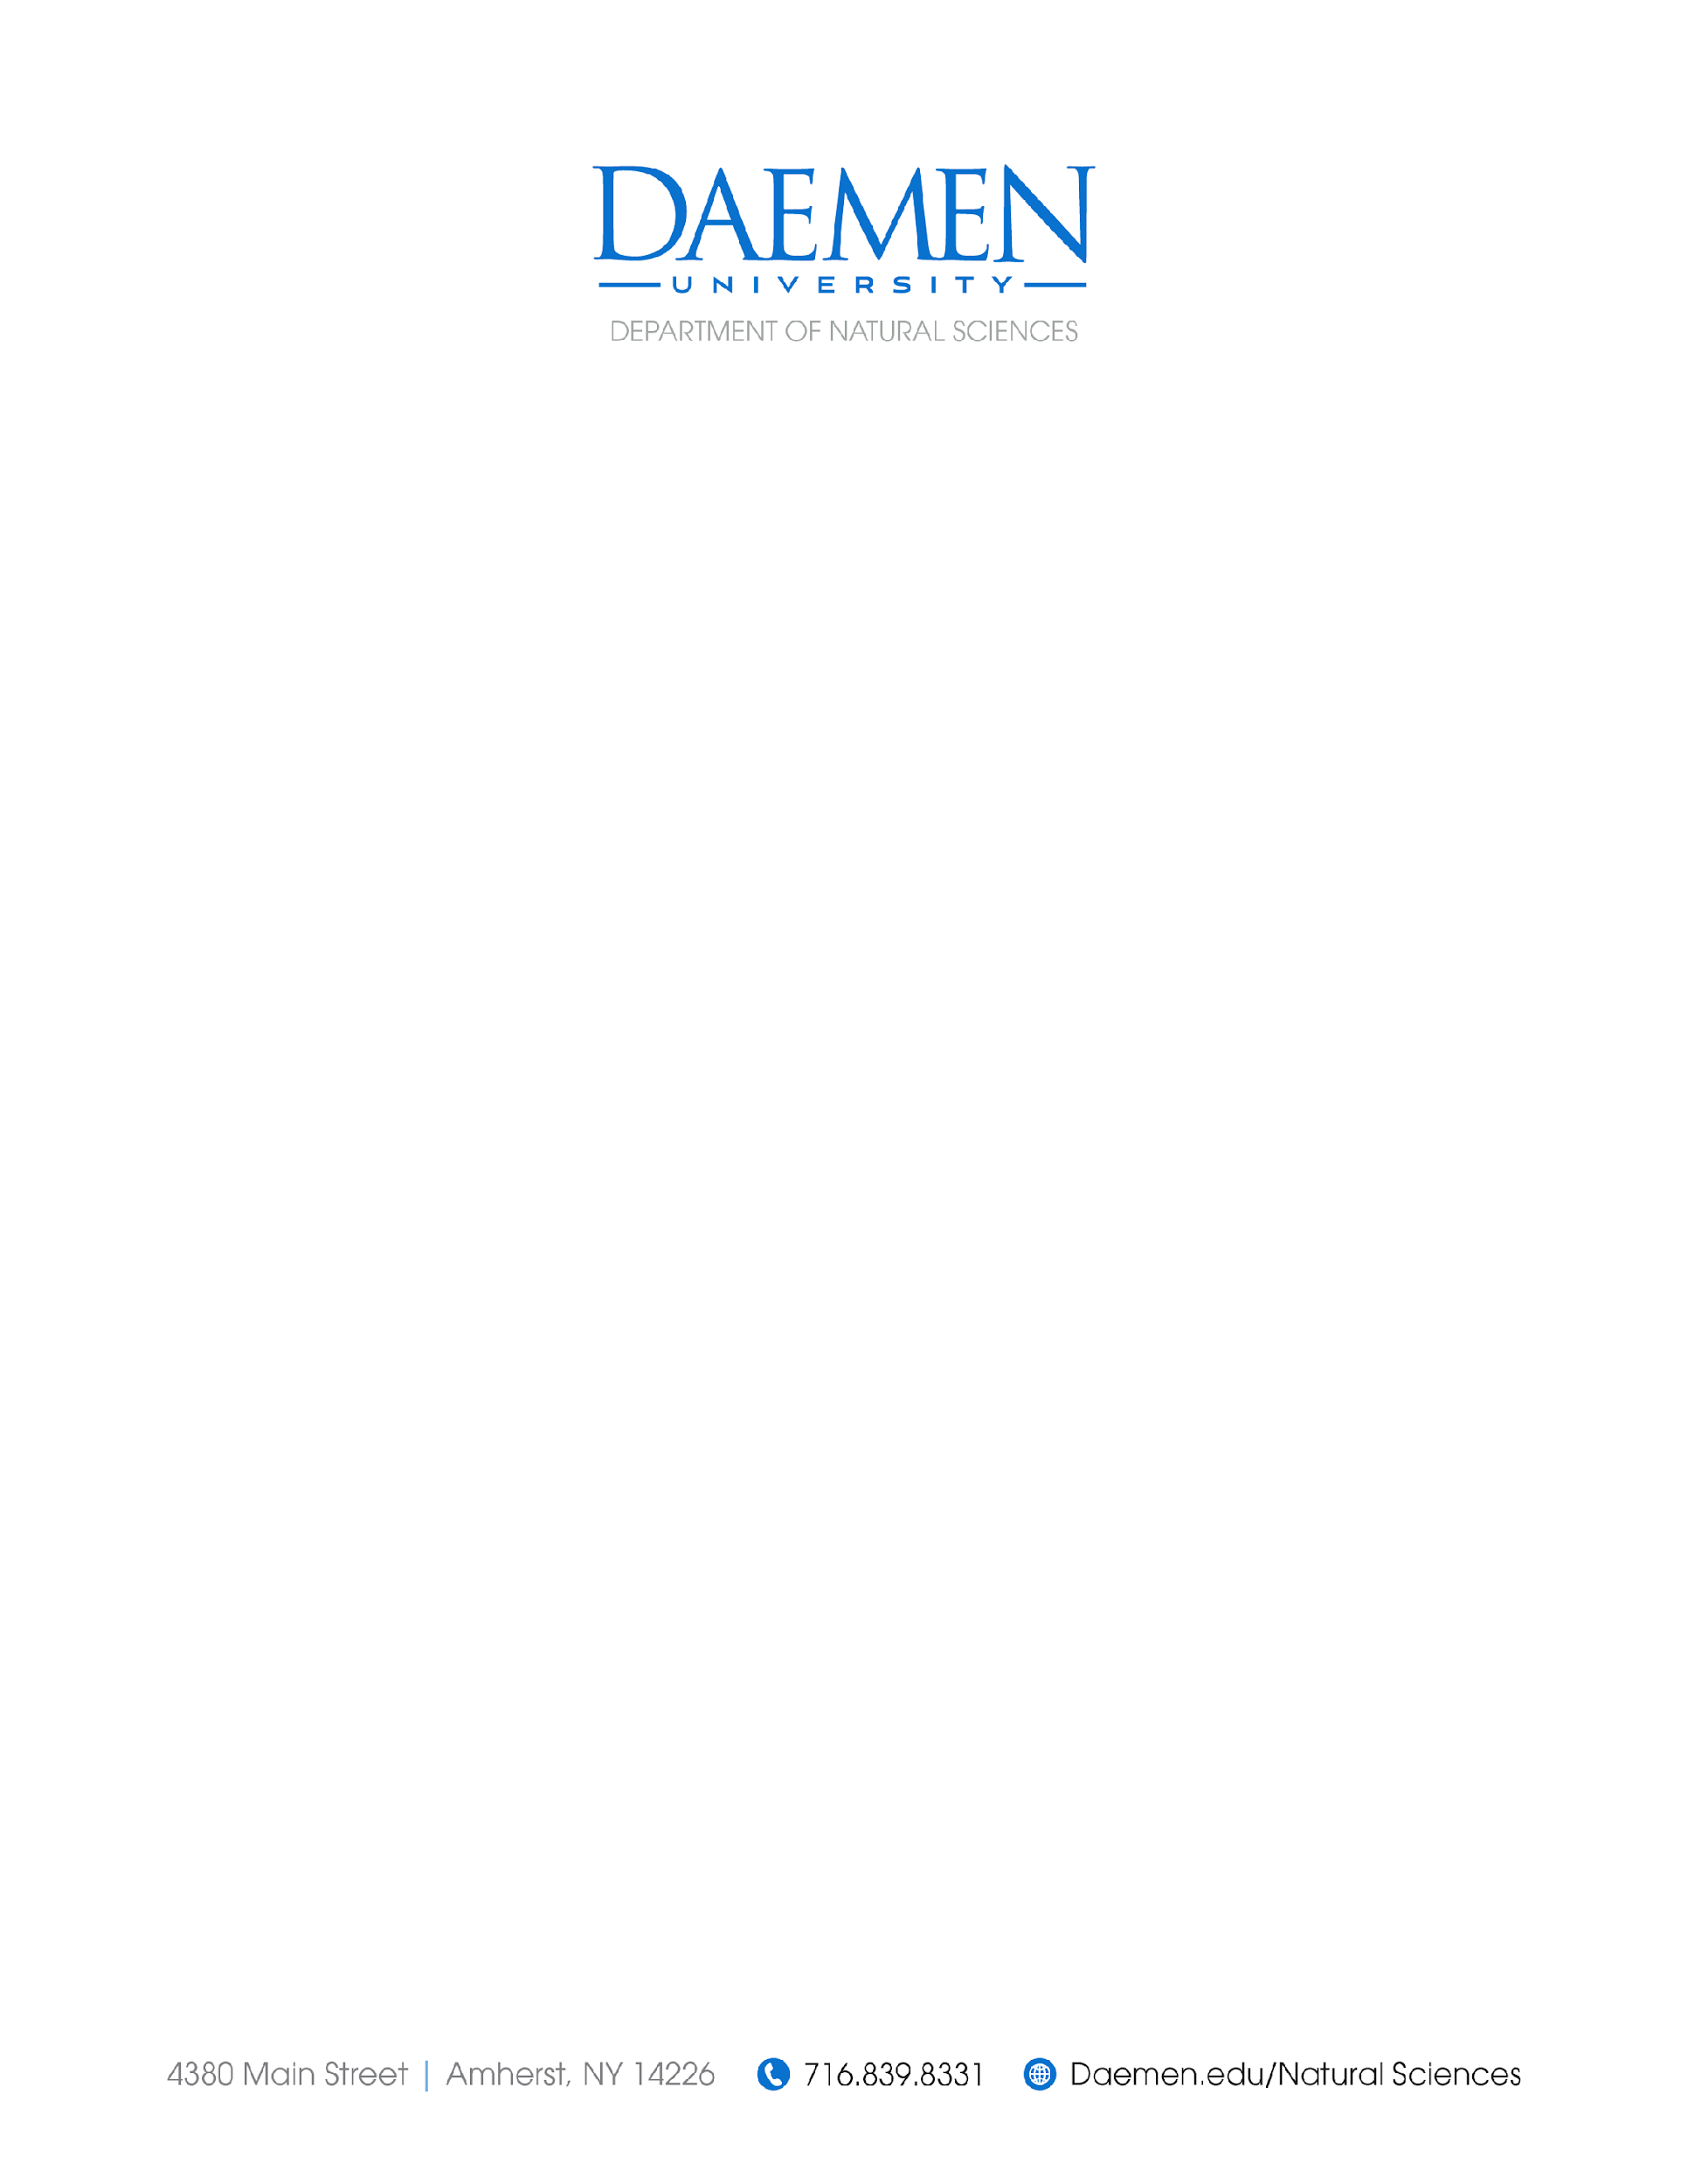 DAEMEN
UNIVERSITY
DEPARTMENT OF NATURAL SCIENCES
4380 Main Street | Amherst, NY 14226 716.839.8331 Daemen.edu/Natural Sciences